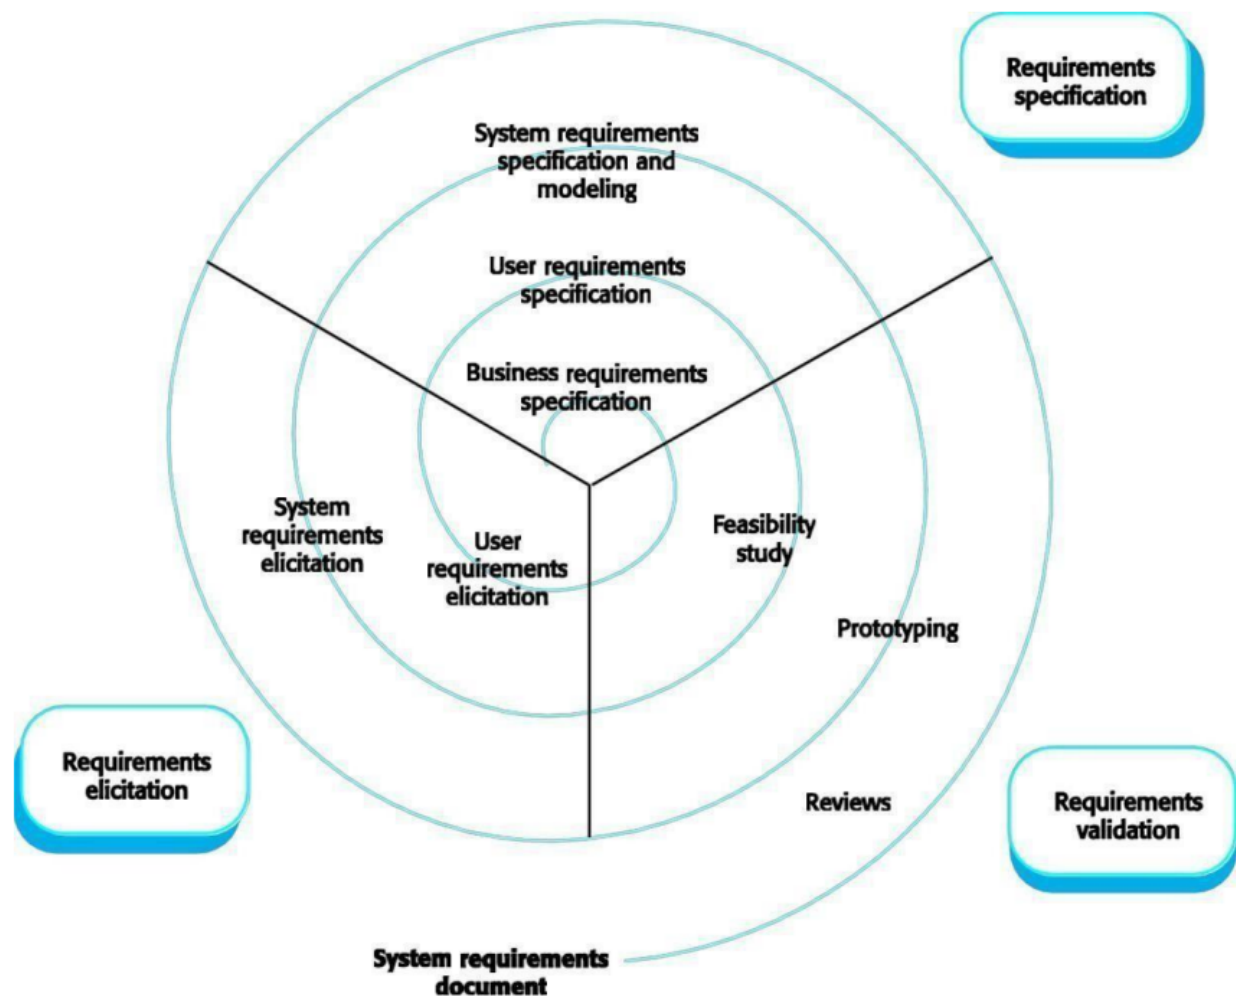 Requirements
specification
System requirements
specification and
modeling
User requirements
specification
Business requirements
specification
System
requirements
elicitation
User
requirements
elicitation
Feasibility
study
Prototyping
Requirements
elicitation
Reviews
Requirements
validation
System requirements
document